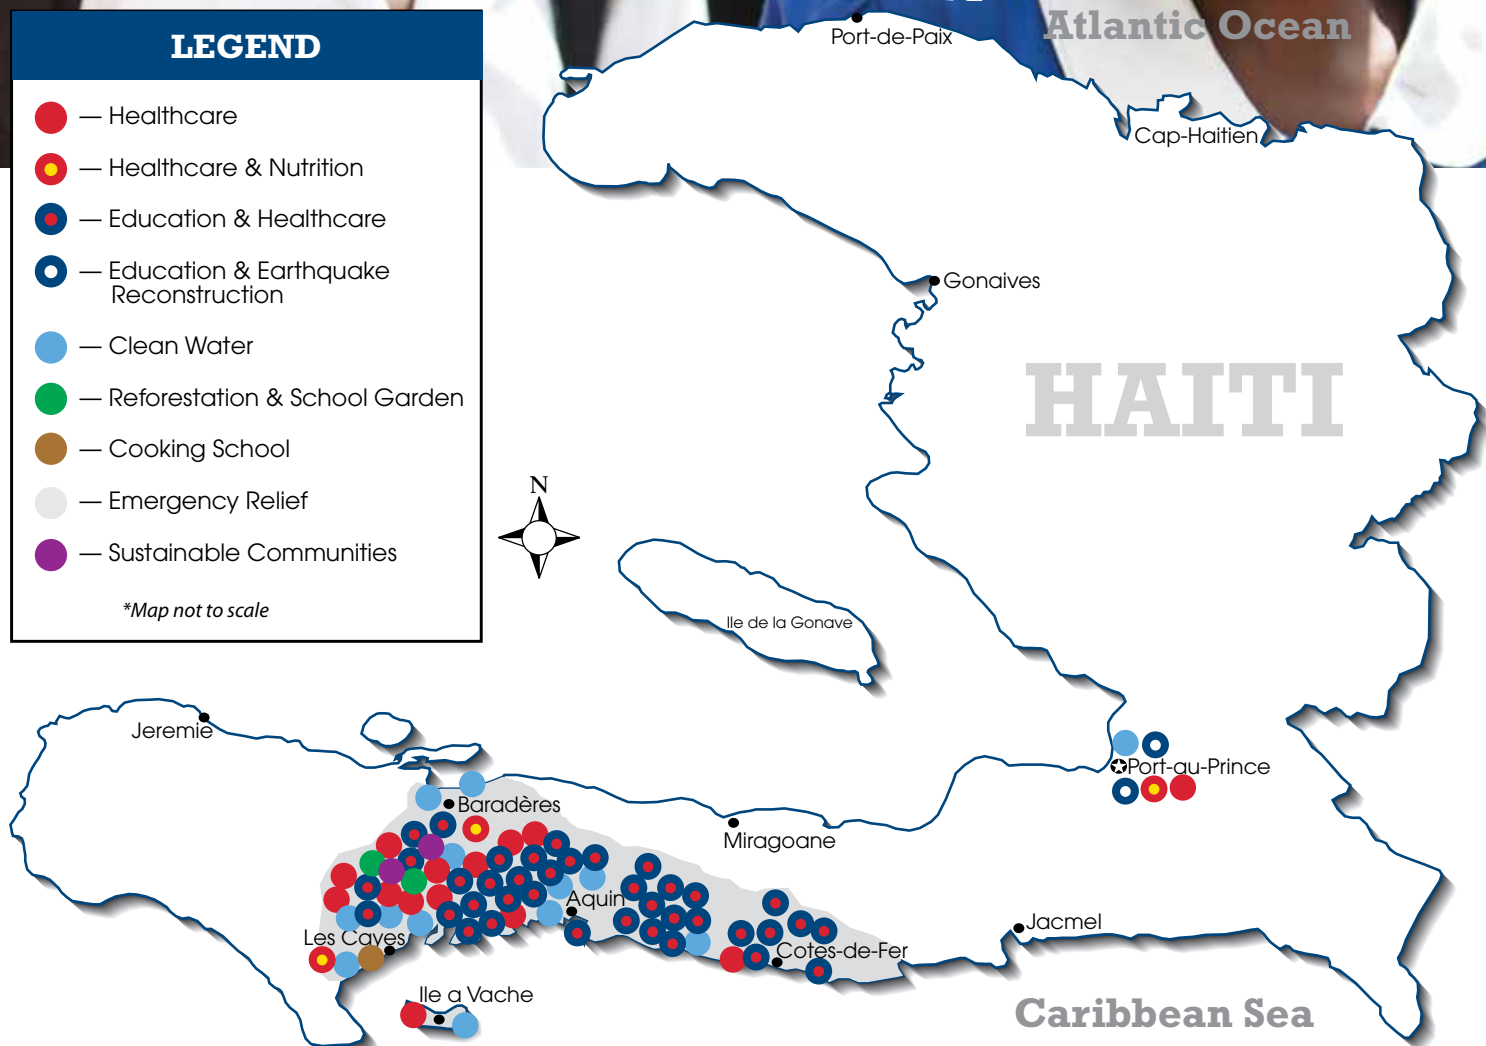 LEGEND
— Healthcare
— Healthcare & Nutrition
— Education & Healthcare
— Education & Earthquake
Reconstruction
— Clean Water
— Reforestation & School Garden
— Cooking School
— Emergency Relief
— Sustainable Communities
*Map not to scale
Atlantic Ocean
Port-de-Paix
Cap-Haitien
Gonaives
HAITI
N
Ile de la Gonave
Jeremie
Port-au-Prince
Baradères
Miragoane
Aquin
Jacmel
Les Cayes
Cotes-de-Fer
Ile a Vache
Caribbean Sea